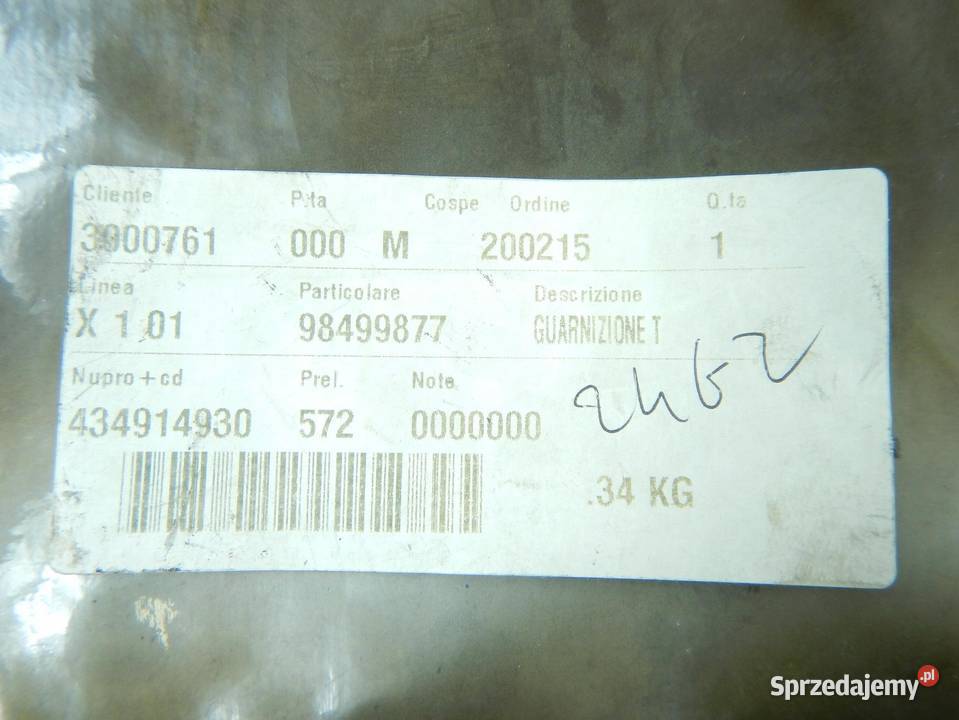 Cliente P.ta Cospe Ordine Q.ta
3000761 000 M 200215 1
Linea Particolare Descrizione
X 1 01 98499877 GUARNIZIONE T
Nupro+cd Prel. Note
434914930 572 0000000
.34 KG
Sprzedajemy.pl